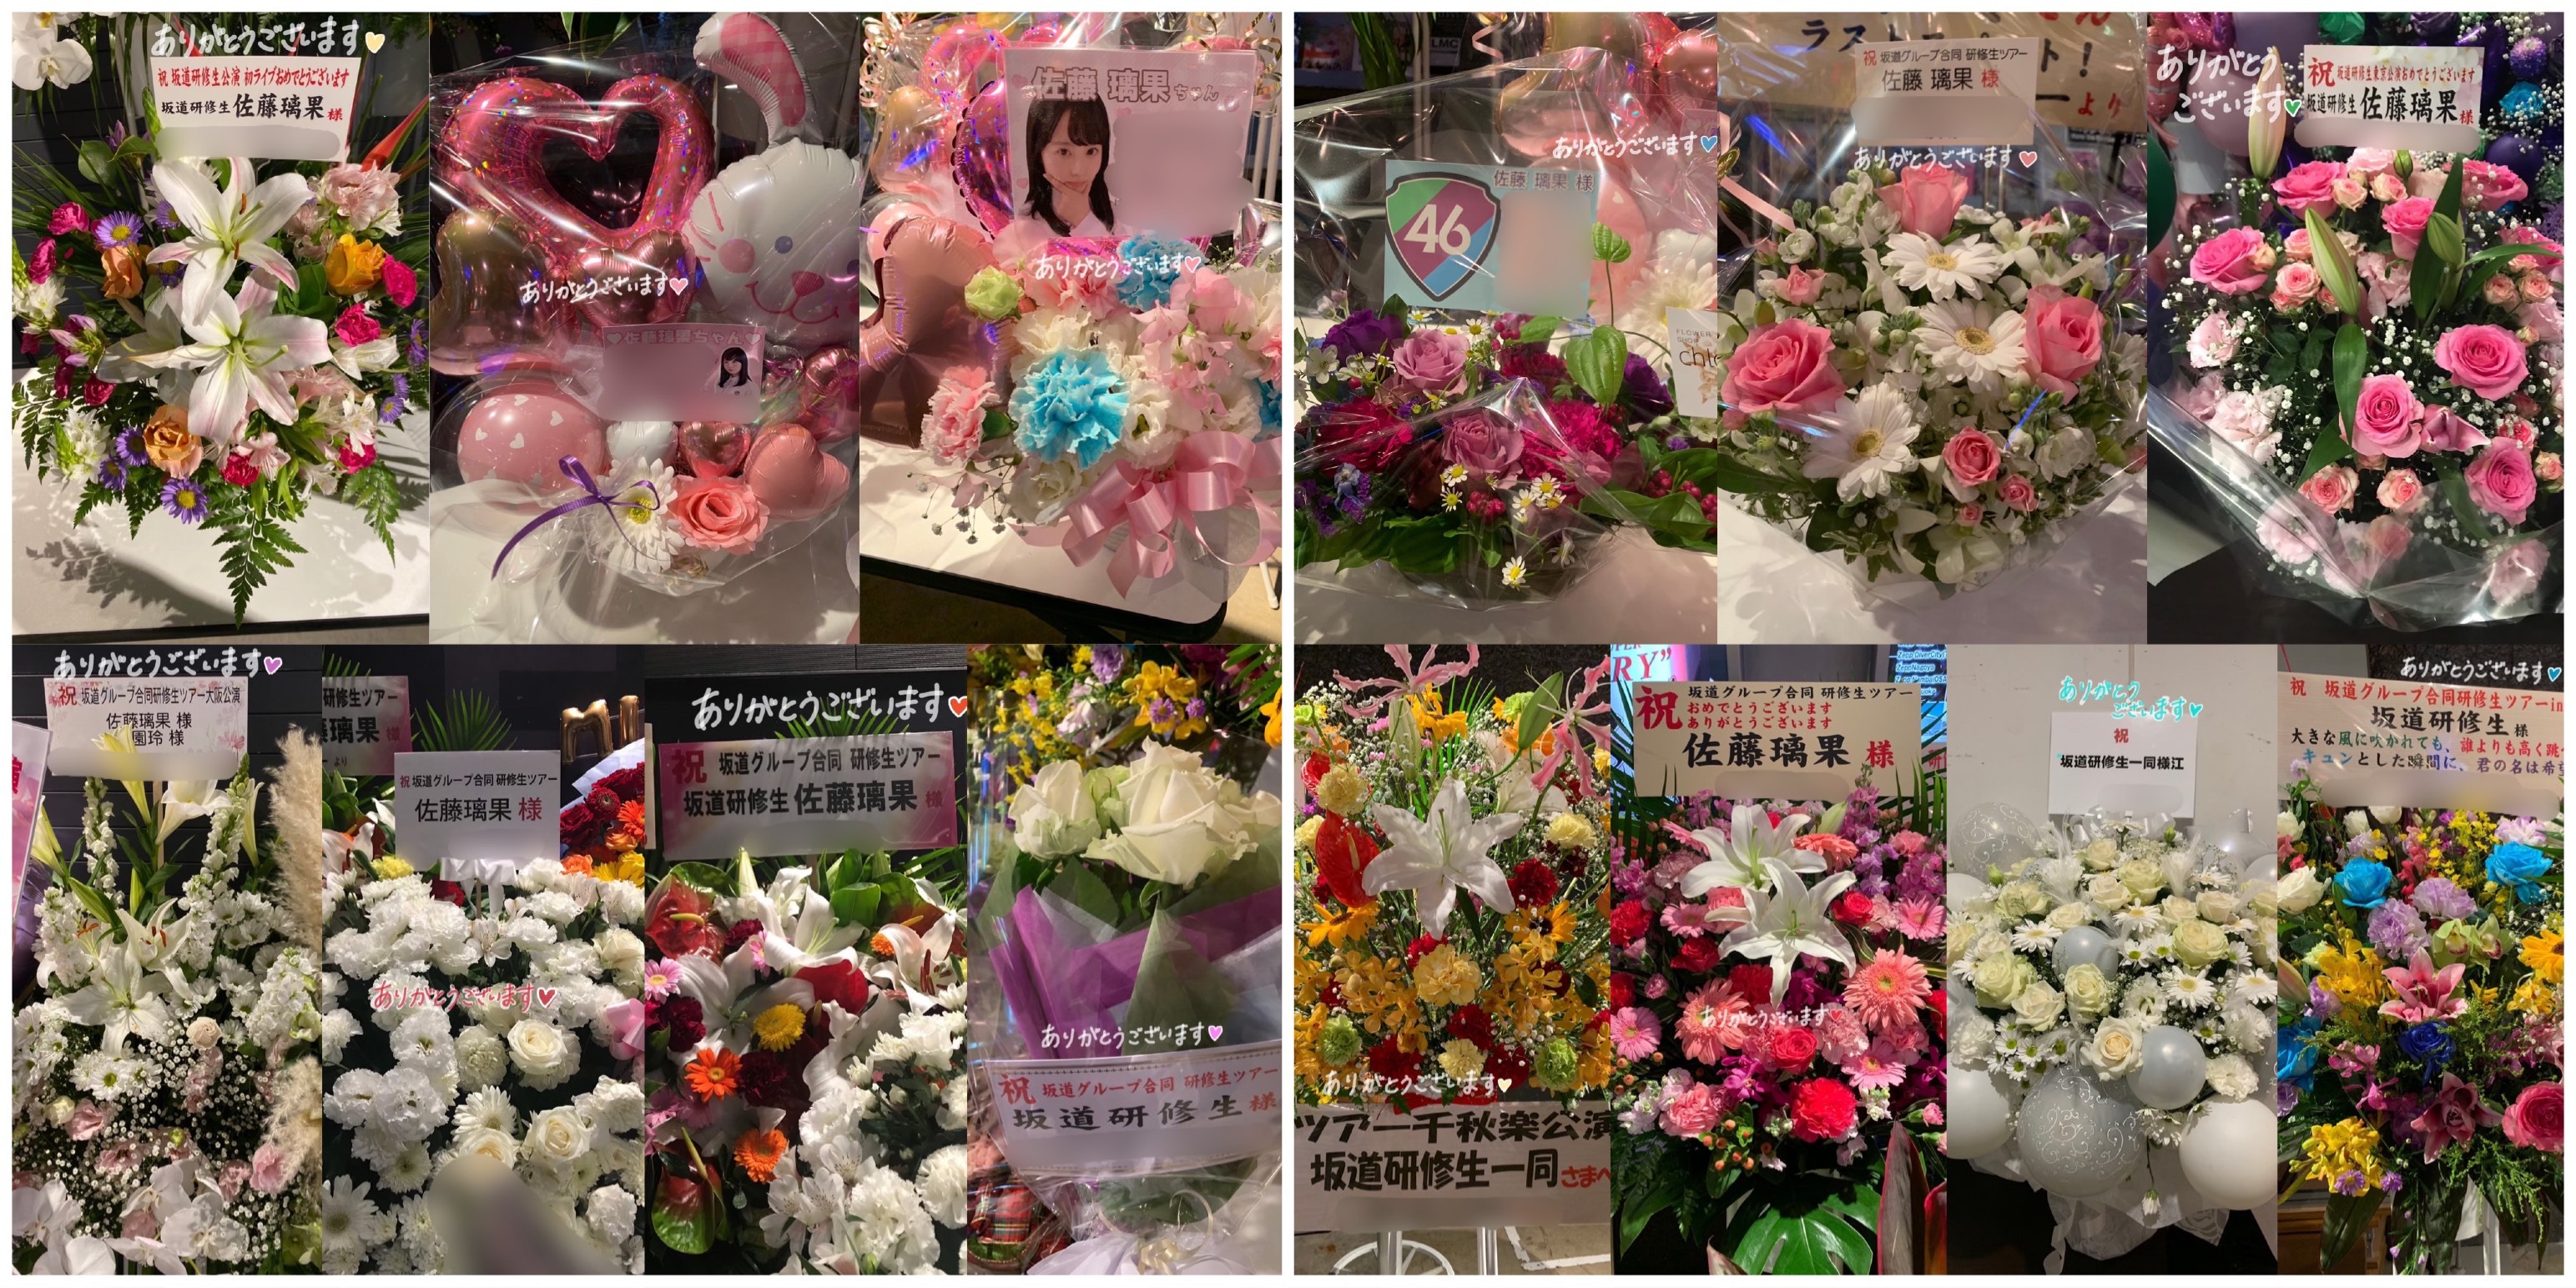 ありがとうございます
祝 坂道研修生公演 初ライブおめでとうございます
坂道研修生 佐藤璃果 様
ありがとうございます
佐藤璃果ちゃん
佐藤 璃果ちゃん
ありがとうございます
ありがとうございます
佐藤 璃果 様
46
FLOWER
SHOP
ラスト
ト!
より
祝 坂道グループ合同 研修生ツアー
佐藤 璃果 様
ありがとうございます
ありがとう
ございます
祝 坂道研修生東京公演おめでとうございます
坂道研修生 佐藤璃果 様
ありがとうございます
祝 坂道グループ合同研修生ツアー大阪公演
佐藤璃果 様
園玲 様
研修生ツアー
璃果 様
より
祝 坂道グループ合同 研修生ツアー
佐藤璃果 様
ありがとうございます
ありがとうございます
祝 坂道グループ合同 研修生ツアー
坂道研修生 佐藤璃果 様
ありがとうございます
祝 坂道グループ合同 研修生ツアー
坂道研修生 様
ありがとうございます
ツアー千秋楽公演
坂道研修生一同さまへ
RY”
祝 坂道グループ合同 研修生ツアー
おめでとうございます
ありがとうございます
佐藤璃果 様
ありがとうございます
ありがとう
ございます
祝
坂道研修生一同様江
ありがとうございます
祝 坂道グループ合同研修生ツアーin
坂道研修生 様
大きな風に吹かれても、誰よりも高く跳
キュンとした瞬間に、君の名は希望